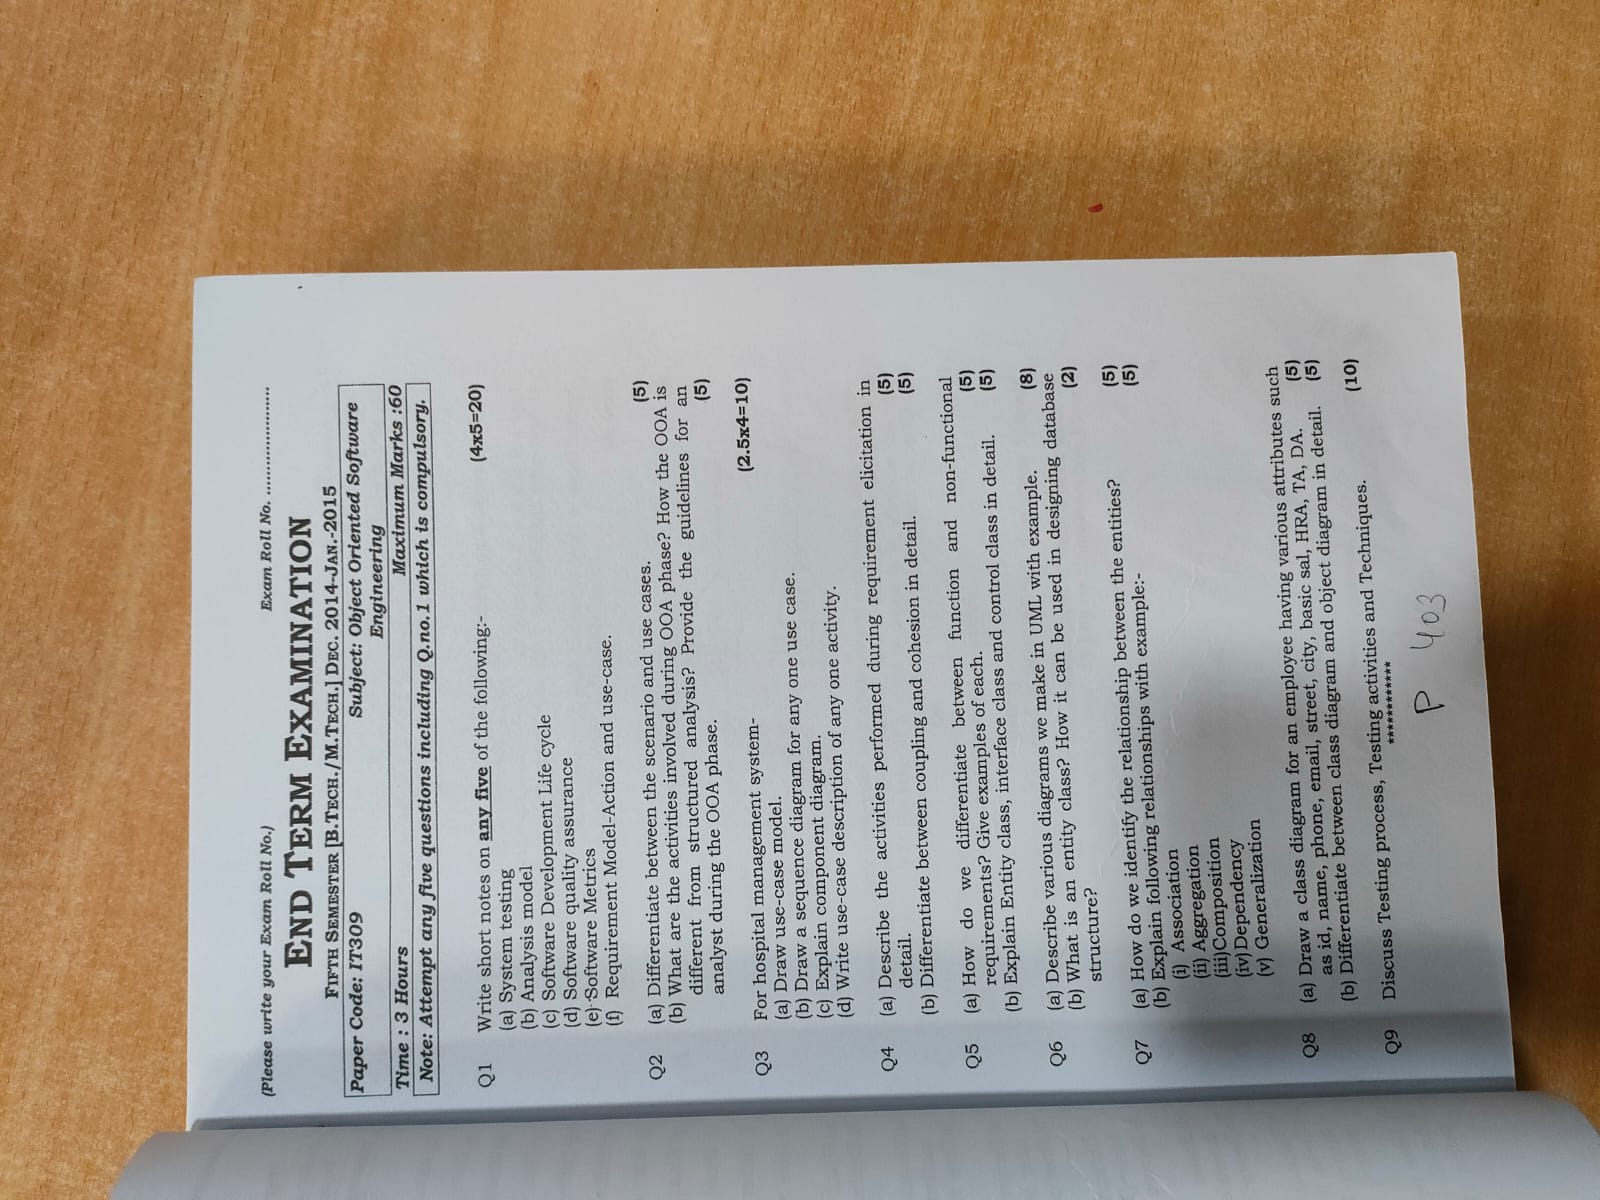 (Please write your Exam Roll No.) Exam Roll No. ......................
END TERM EXAMINATION
FIFTH SEMESTER [B.TECH./M.TECH.] DEC. 2014-JAN.-2015
Paper Code: IT309 Subject: Object Oriented Software
Engineering
Time : 3 Hours Maximum Marks :60
Note: Attempt any five questions including Q.no.1 which is compulsory.
Q1 Write short notes on any five of the following:- (4x5=20)
(a) System testing
(b) Analysis model
(c) Software Development Life cycle
(d) Software quality assurance
(e) Software Metrics
(f) Requirement Model-Action and use-case.
Q2 (a) Differentiate between the scenario and use cases. (5)
(b) What are the activities involved during OOA phase? How the OOA is
different from structured analysis? Provide the guidelines for an
analyst during the OOA phase. (5)
Q3 For hospital management system- (2.5x4=10)
(a) Draw use-case model.
(b) Draw a sequence diagram for any one use case.
(c) Explain component diagram.
(d) Write use-case description of any one activity.
Q4 (a) Describe the activities performed during requirement elicitation in
detail. (5)
(b) Differentiate between coupling and cohesion in detail. (5)
Q5 (a) How do we differentiate between function and non-functional
requirements? Give examples of each. (5)
(b) Explain Entity class, interface class and control class in detail. (5)
Q6 (a) Describe various diagrams we make in UML with example. (8)
(b) What is an entity class? How it can be used in designing database
structure? (2)
Q7 (a) How do we identify the relationship between the entities? (5)
(b) Explain following relationships with example:- (5)
(i) Association
(ii) Aggregation
(iii)Composition
(iv)Dependency
(v) Generalization
Q8 (a) Draw a class diagram for an employee having various attributes such
as id, name, phone, email, street, city, basic sal, HRA, TA, DA. (5)
(b) Differentiate between class diagram and object diagram in detail. (5)
Q9 Discuss Testing process, Testing activities and Techniques. (10)
***********
P 403